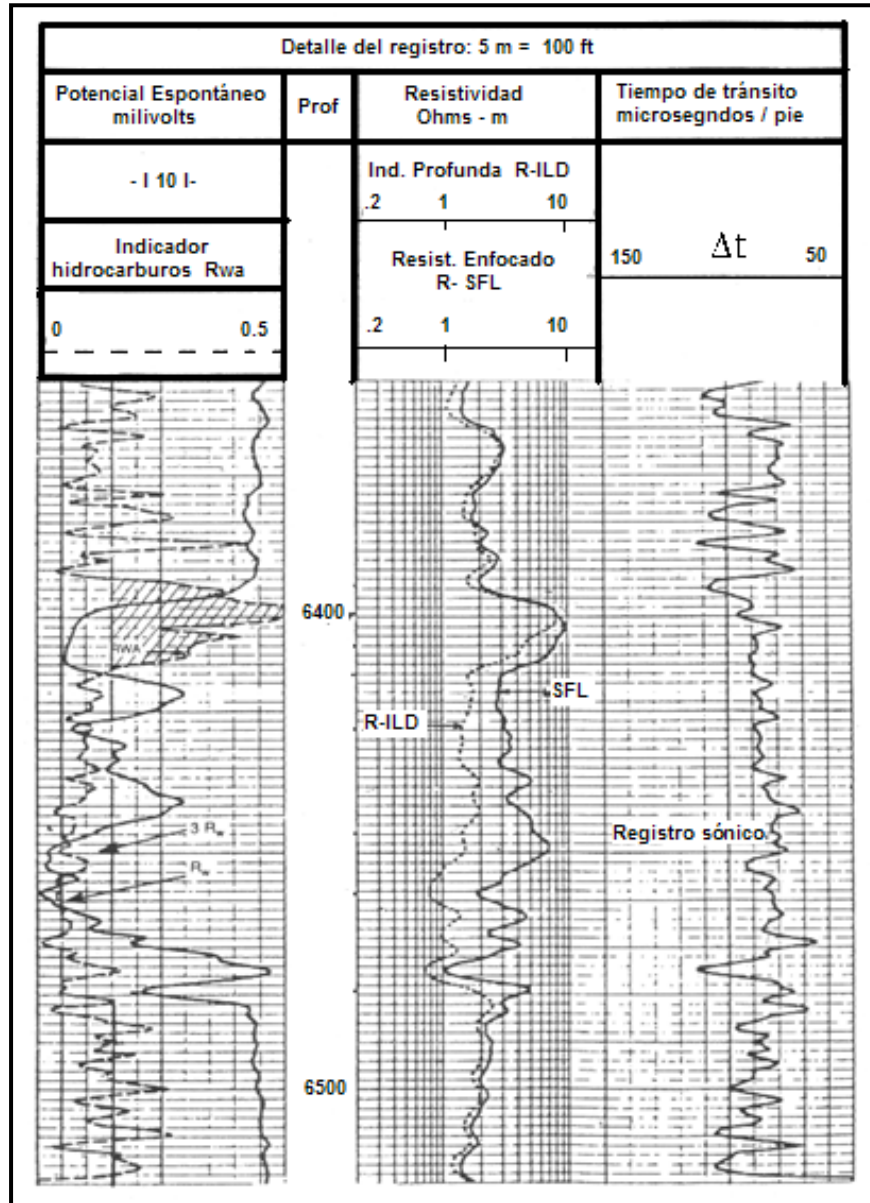 Detalle del registro: 5 m = 100 ft
Potencial Espontáneo
milivolts
Prof
Resistividad
Ohms - m
Tiempo de tránsito
microsegndos / pie
- I 10 I-
Indicador
hidrocarburos Rwa
0 0.5
Ind. Profunda R-ILD
.2 1 10
Resist. Enfocado
R- SFL
.2 1 10
150 Δt 50
6400
RWA
SFL
R-ILD
3 Rw
Registro sónico
Rw
6500